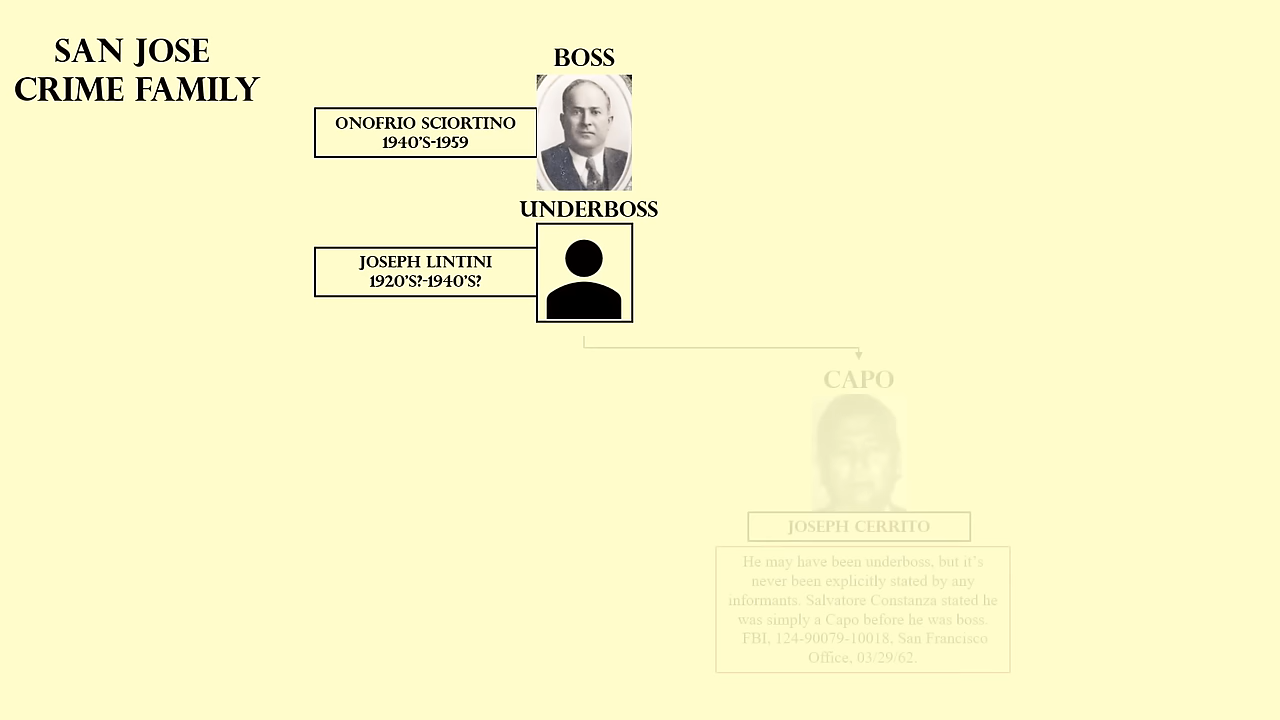 SAN JOSE
CRIME FAMILY
BOSS
ONOFRIO SCIORTINO
1940'S-1959
UNDERBOSS
JOSEPH LINTINI
1920'S?-1940'S?
CAPO
JOSEPH CERRITO
He may have been underboss, but it's
never been explicitly stated by any
informants. Salvatore Constanza stated he
was simply a Capo before he was boss.
FBI, 124-90079-10018, San Francisco
Office, 03/29/62.